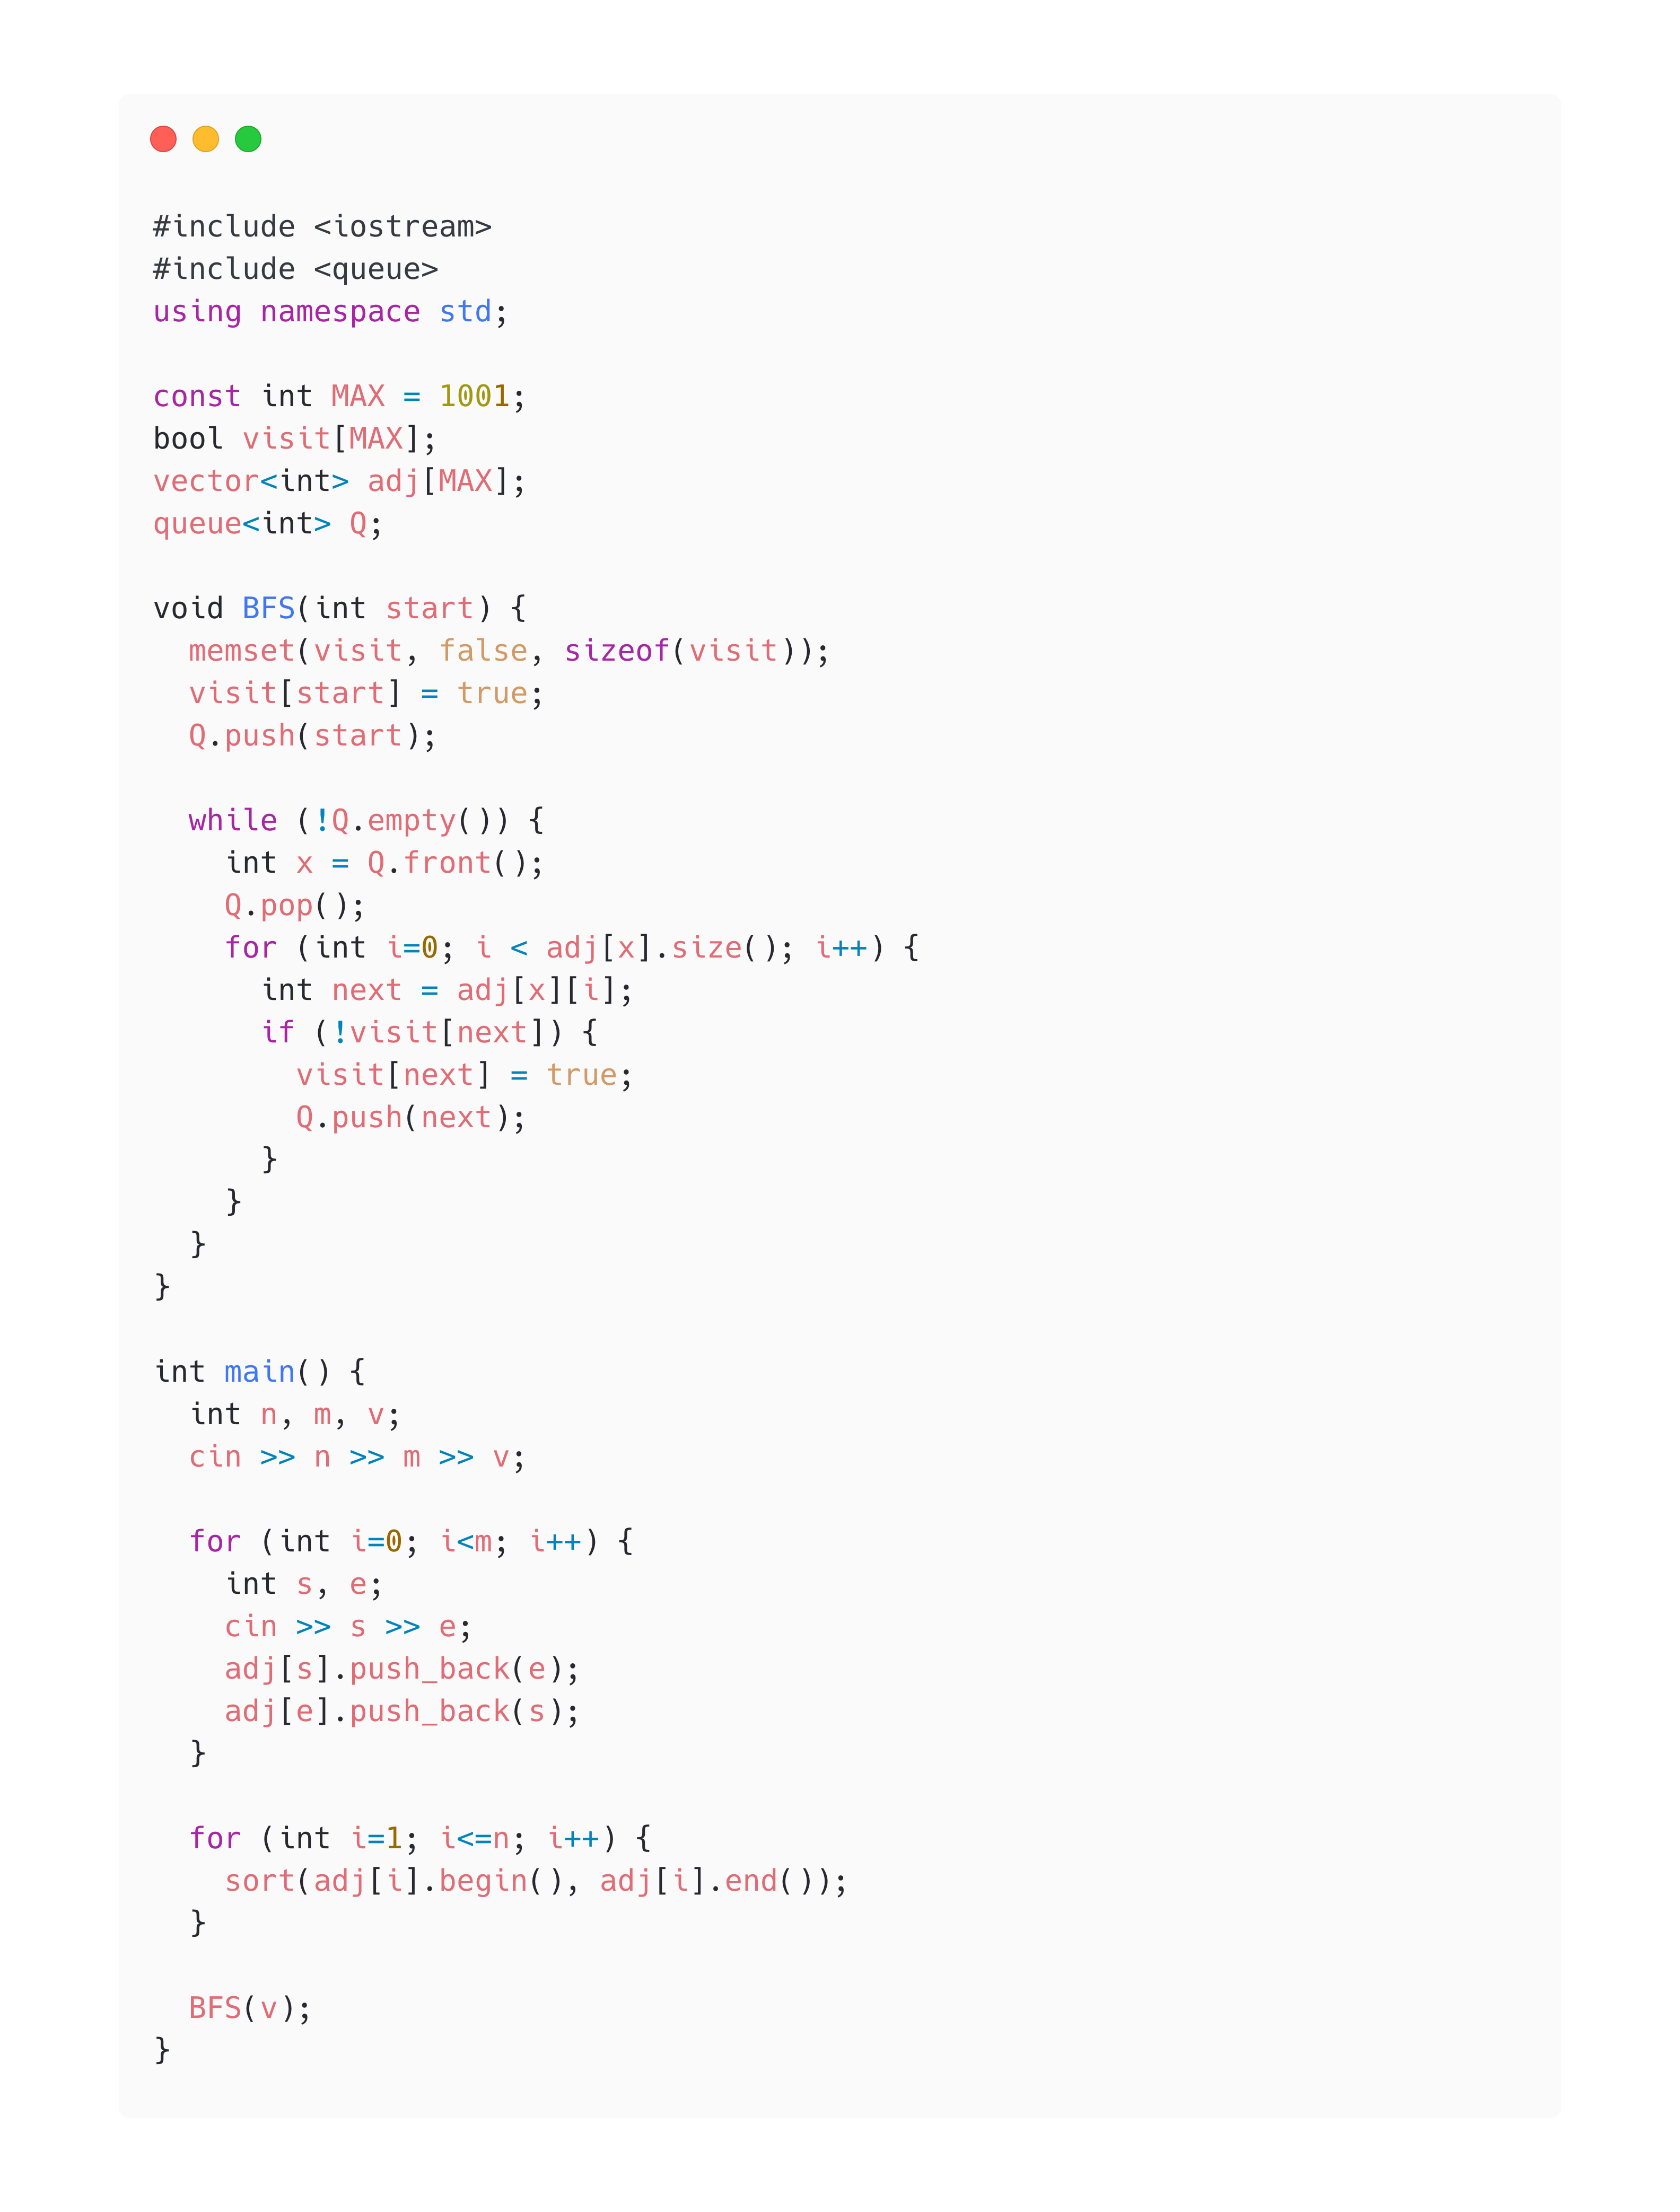 #include <iostream>
#include <queue>
using namespace std;

const int MAX = 1001;
bool visit[MAX];
vector<int> adj[MAX];
queue<int> Q;

void BFS(int start) {
  memset(visit, false, sizeof(visit));
  visit[start] = true;
  Q.push(start);

  while (!Q.empty()) {
    int x = Q.front();
    Q.pop();
    for (int i=0; i < adj[x].size(); i++) {
      int next = adj[x][i];
      if (!visit[next]) {
        visit[next] = true;
        Q.push(next);
      }
    }
  }
}

int main() {
  int n, m, v;
  cin >> n >> m >> v;

  for (int i=0; i<m; i++) {
    int s, e;
    cin >> s >> e;
    adj[s].push_back(e);
    adj[e].push_back(s);
  }

  for (int i=1; i<=n; i++) {
    sort(adj[i].begin(), adj[i].end());
  }

  BFS(v);
}